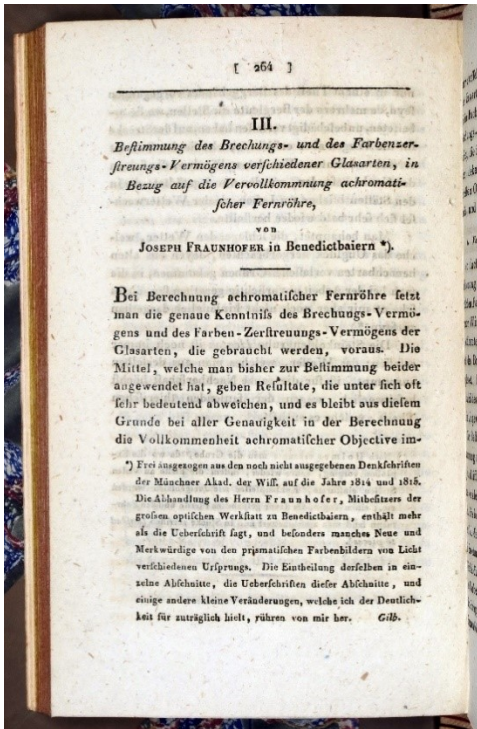 [ 264 ]
III.
Beſtimmung des Brechungs- und des Farbenzer-
ſtreungs-Vermögens verſchiedener Glasarten, in
Bezug auf die Vervollkommnung achromati-
ſcher Fernröhre,
von
JOSEPH FRAUNHOFER in Benedictbaiern *).
Bei Berechnung achromatiſcher Fernröhre ſetzt
man die genaue Kenntniſs des Brechungs-Vermö-
gens und des Farben-Zerſtreuungs-Vermögens der
Glasarten, die gebraucht werden, voraus. Die
Mittel, welche man bisher zur Beſtimmung beider
angewendet hat, geben Reſultate, die unter ſich oft
ſehr bedeutend abweichen, und es bleibt aus dieſem
Grunde bei aller Genauigkeit in der Berechnung
die Vollkommenheit achromatiſcher Objective im-
*) Frei ausgezogen aus den noch nicht ausgegebenen Denkſchriften
der Münchner Akad. der Wiſſ. auf die Jahre 1814 und 1815.
Die Abhandlung des Herrn Fraunhofer, Mitbeſitzers der
groſsen optiſchen Werkſtatt zu Benedictbaiern, enthält mehr
als die Ueberſchrift ſagt, und beſonders manches Neue und
Merkwürdige von den prismatiſchen Farbenbildern von Licht
verſchiedenen Urſprungs. Die Eintheilung derſelben in ein-
zelne Abſchnitte, die Ueberſchriften dieſer Abſchnitte, und
einige andere kleine Veränderungen, welche ich der Deutlich-
keit für zuträglich hielt, rühren von mir her. Gilb.